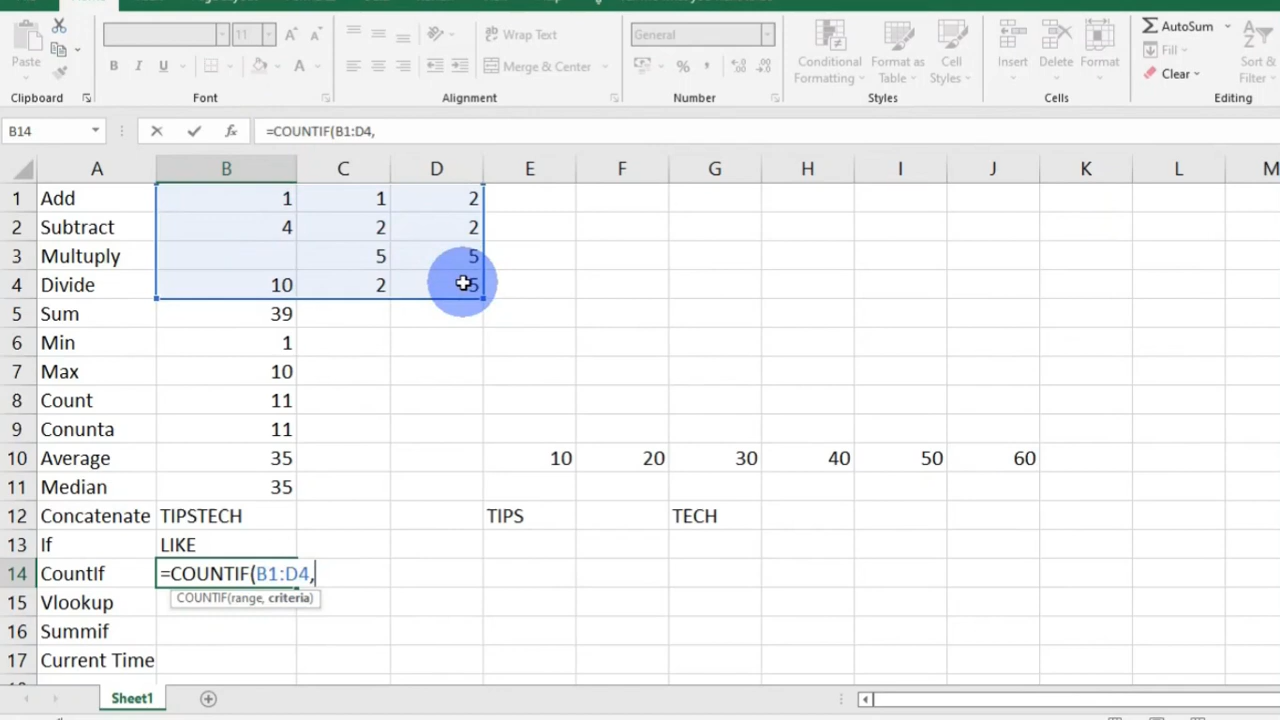 Paste
11
General
Wrap Text
Merge & Center
Conditional Formatting
Format as Table
Cell Styles
Insert
Delete
Format
AutoSum
Fill
Clear
Sort & Filter
Clipboard
Font
Alignment
Number
Styles
Cells
Editing
B14
=COUNTIF(B1:D4,
A B C D E F G H I J K L M
1 Add 1 1 2
2 Subtract 4 2 2
3 Multuply 5 5
4 Divide 10 2 5
5 Sum 39
6 Min 1
7 Max 10
8 Count 11
9 Conunta 11
10 Average 35 10 20 30 40 50 60
11 Median 35
12 Concatenate TIPSTECH TIPS TECH
13 If LIKE
14 CountIf =COUNTIF(B1:D4,
COUNTIF(range, criteria)
15 Vlookup
16 Summif
17 Current Time
Sheet1